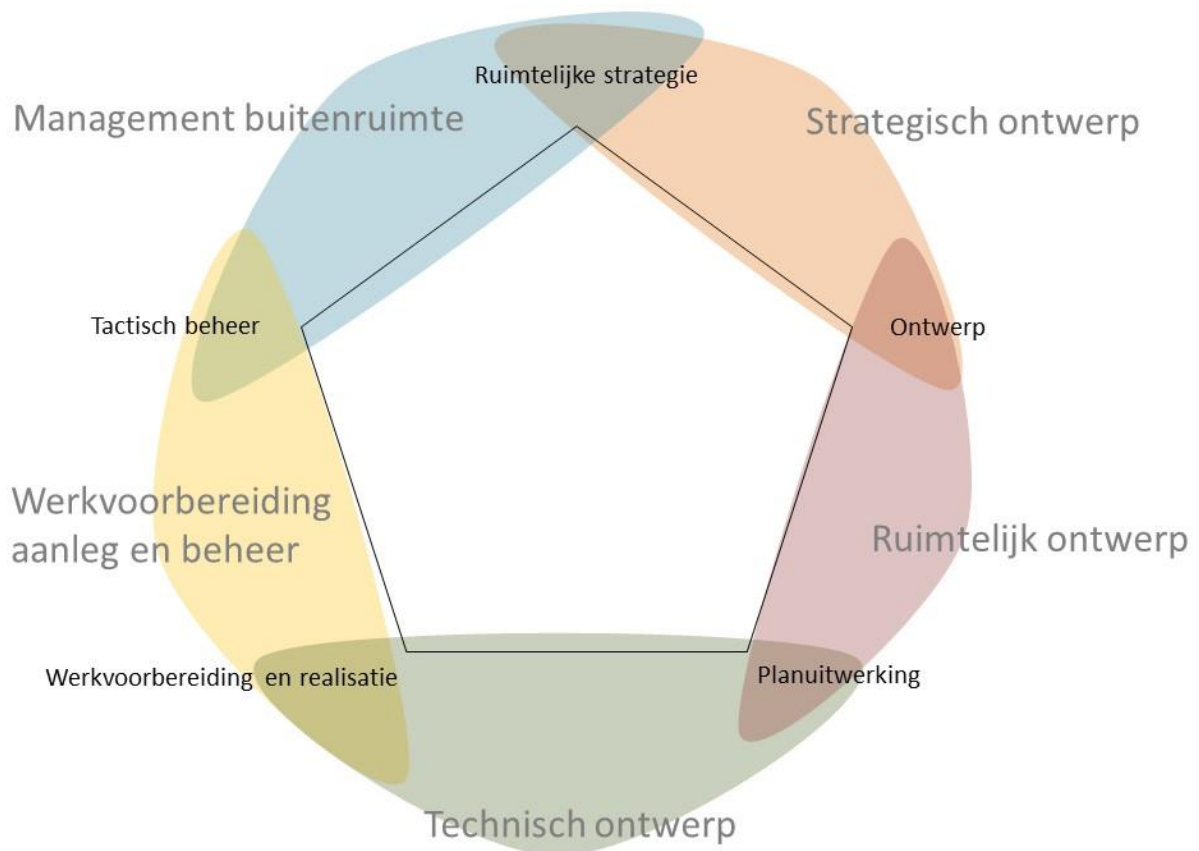 Ruimtelijke strategie
Management buitenruimte
Strategisch ontwerp
Tactisch beheer
Ontwerp
Werkvoorbereiding
aanleg en beheer
Ruimtelijk ontwerp
Werkvoorbereiding en realisatie
Planuitwerking
Technisch ontwerp